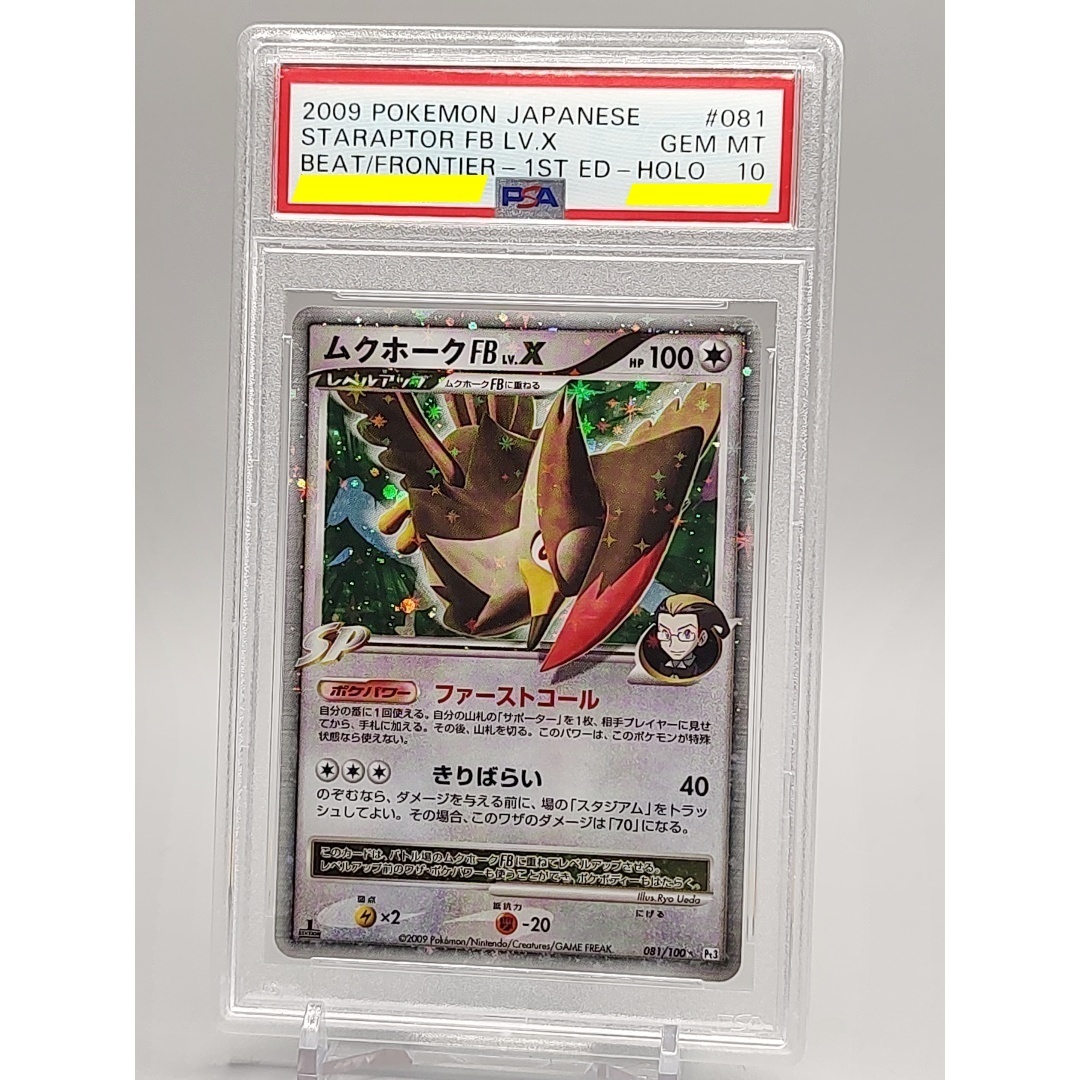 2009 POKEMON JAPANESE #081
STARAPTOR FB LV.X GEM MT
BEAT/FRONTIER - 1ST ED - HOLO 10
PSA
ムクホークFB LV.X HP 100
レベルアップ ムクホークFBに重ねる
SP
ポケパワー ファーストコール
自分の番に1回使える。自分の山札の「サポーター」を1枚、相手プレイヤーに見せ
てから、手札に加える。その後、山札を切る。このパワーは、このポケモンが特殊
状態なら使えない。
きりばらい 40
のぞむなら、ダメージを与える前に、場の「スタジアム」をトラッ
シュしてよい。その場合、このワザのダメージは「70」になる。
このカードは、バトル場のムクホークFBに重ねてレベルアップさせる。
レベルアップ前のワザ・ポケパワーも使うことができ、ポケボディーもはたらく。
Illus. Ryo Ueda
弱点 抵抗力 にげる
×2 -20
1 EDITION
©2009 Pokémon/Nintendo/Creatures/GAME FREAK.
081/100 Pt3